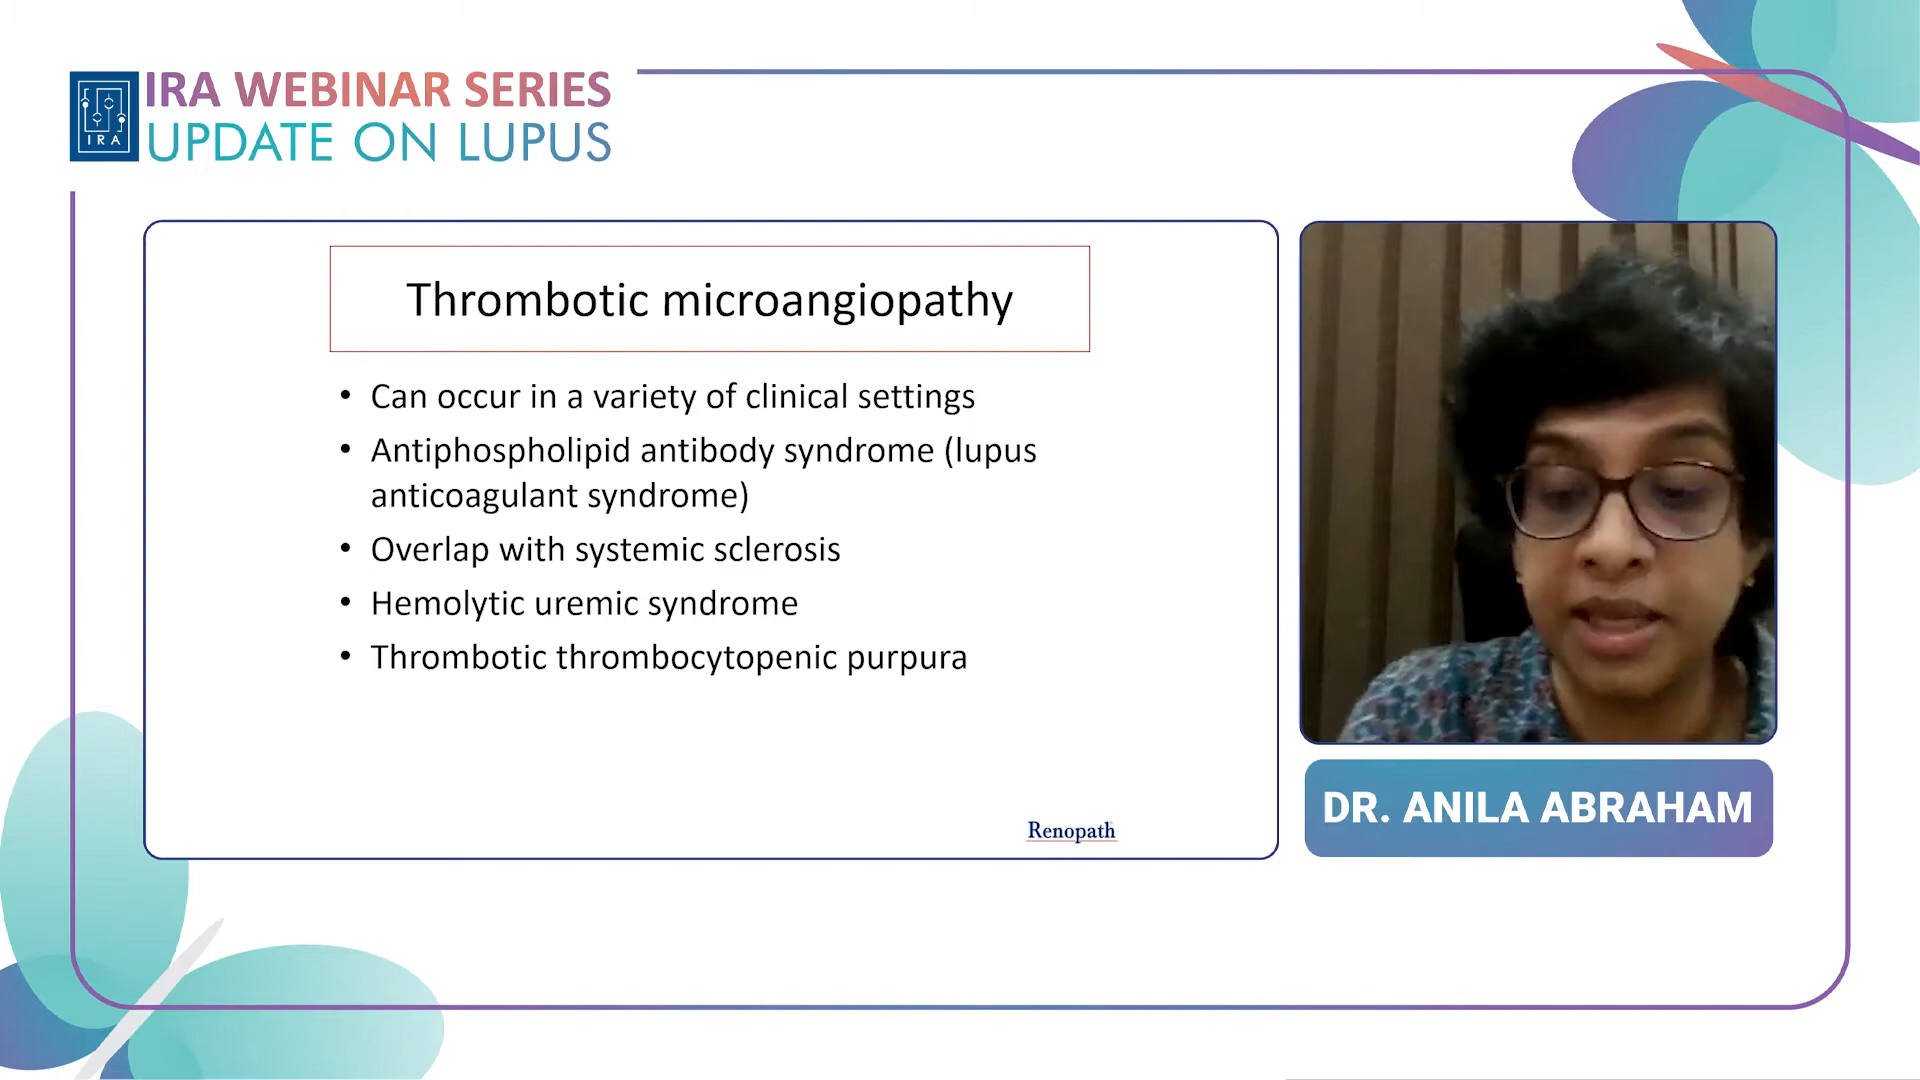 IRA WEBINAR SERIES
UPDATE ON LUPUS
IRA
Thrombotic microangiopathy
• Can occur in a variety of clinical settings
• Antiphospholipid antibody syndrome (lupus
anticoagulant syndrome)
• Overlap with systemic sclerosis
• Hemolytic uremic syndrome
• Thrombotic thrombocytopenic purpura
Renopath
DR. ANILA ABRAHAM